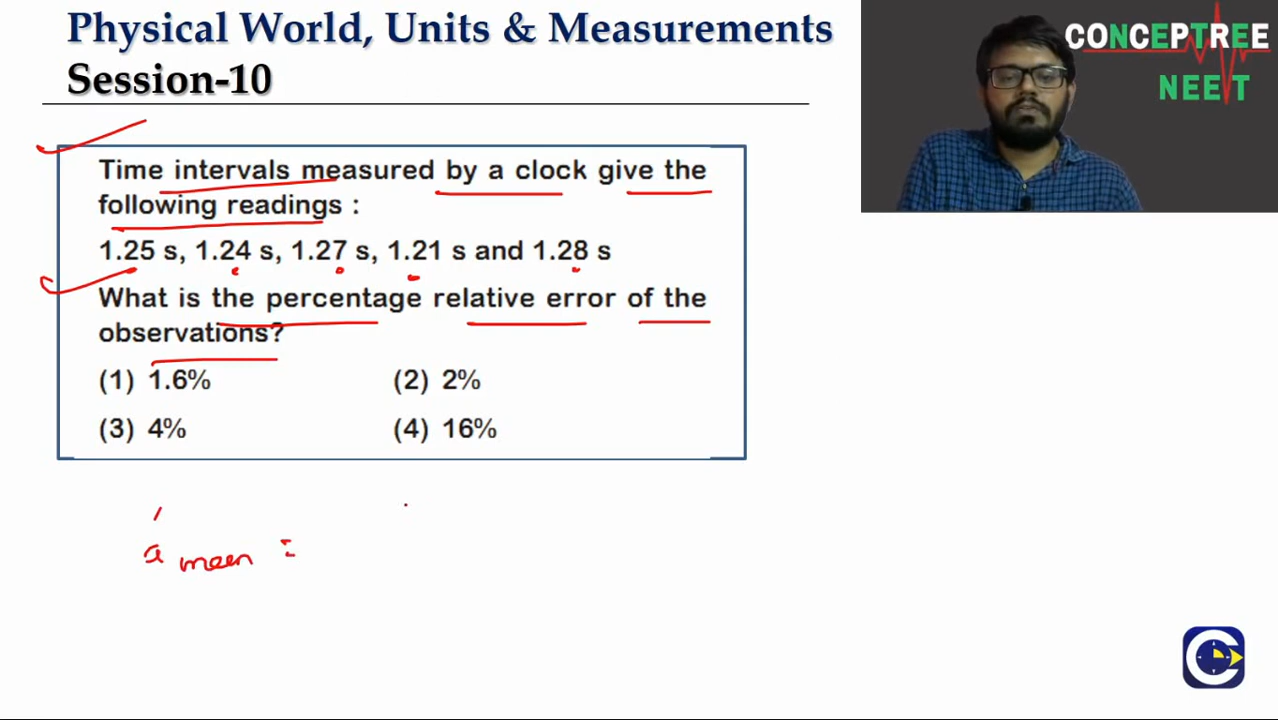 Physical World, Units & Measurements
Session-10
CONCEPTREE
NEET
Time intervals measured by a clock give the
following readings :
1.25 s, 1.24 s, 1.27 s, 1.21 s and 1.28 s
What is the percentage relative error of the
observations?
(1) 1.6%
(2) 2%
(3) 4%
(4) 16%
a mean =